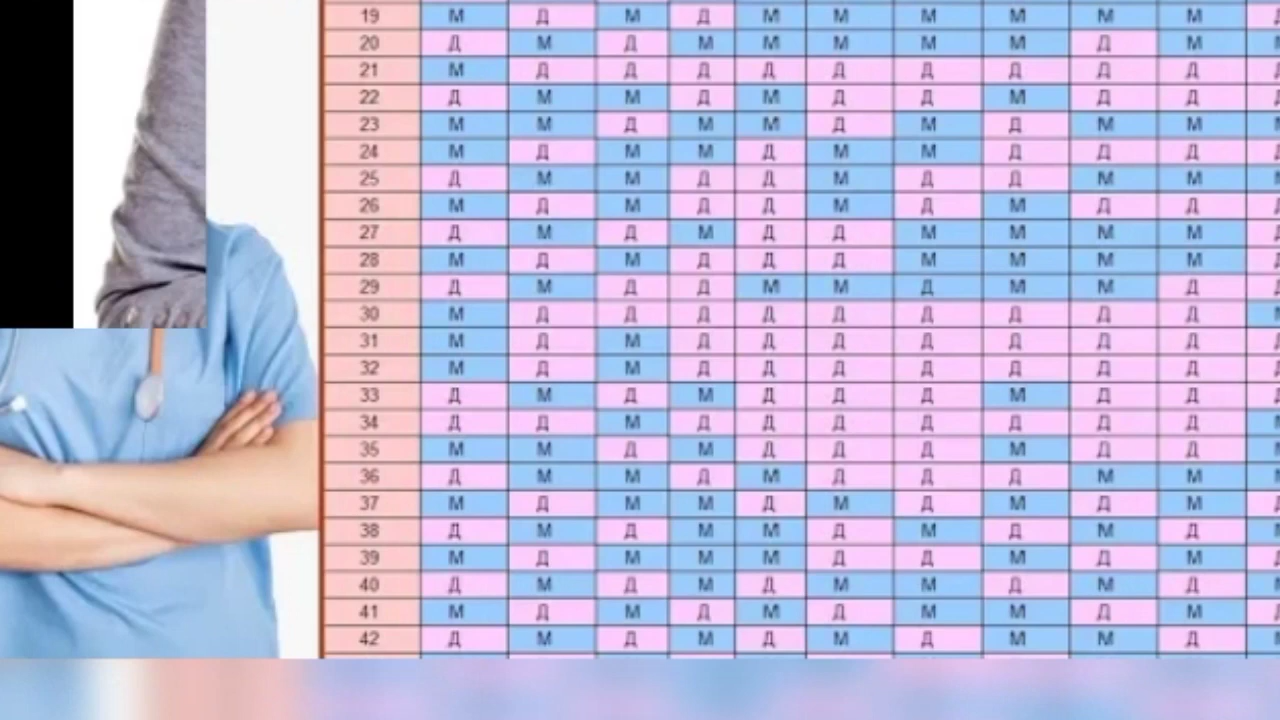 19 М Д М Д М М М М М М Д
20 Д М Д М М М М М Д М
21 М Д Д Д Д Д Д Д Д Д Д
22 Д М М Д М Д Д М Д Д Д
23 М М Д М М Д М Д М М
24 М Д М М Д М М Д Д Д
25 Д М М Д Д М Д Д М М
26 М Д М Д Д М Д М Д Д
27 Д М Д М Д Д М М М М Д
28 М Д М Д Д Д М М М М Д
29 Д М Д Д М М Д М М Д Д
30 М Д Д Д Д Д Д Д Д Д
31 М Д М Д Д Д Д Д Д Д Д
32 М Д М Д Д Д Д Д Д Д Д
33 Д М Д М Д Д Д М Д Д Д
34 Д Д М Д Д Д Д Д Д Д
35 М М Д М Д Д Д М Д Д
36 Д М М Д М Д Д Д М М
37 М Д М М Д М Д М Д М
38 Д М Д М М Д М Д М Д
39 М Д М М М Д Д М Д М
40 Д М Д М Д М М Д М Д
41 М Д М Д М Д М М Д М
42 Д М Д М Д М Д М М Д